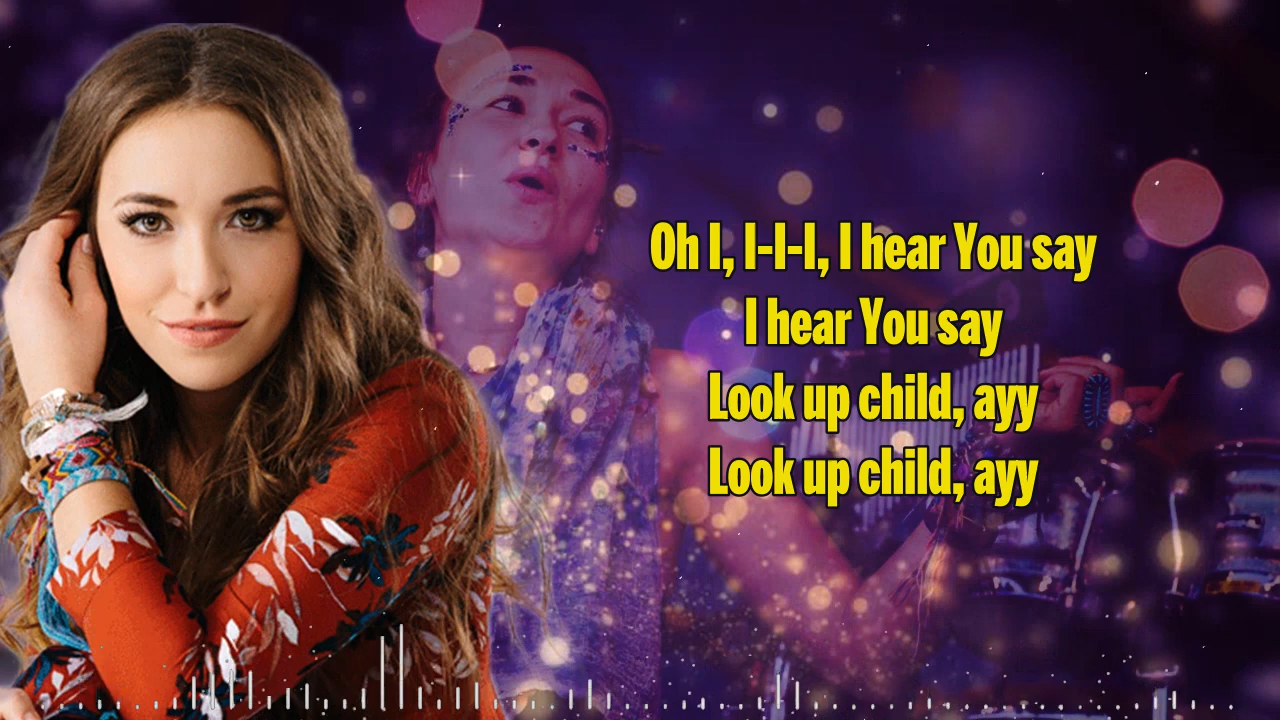 Oh I, I-I-I, I hear You say
I hear You say
Look up child, ayy
Look up child, ayy